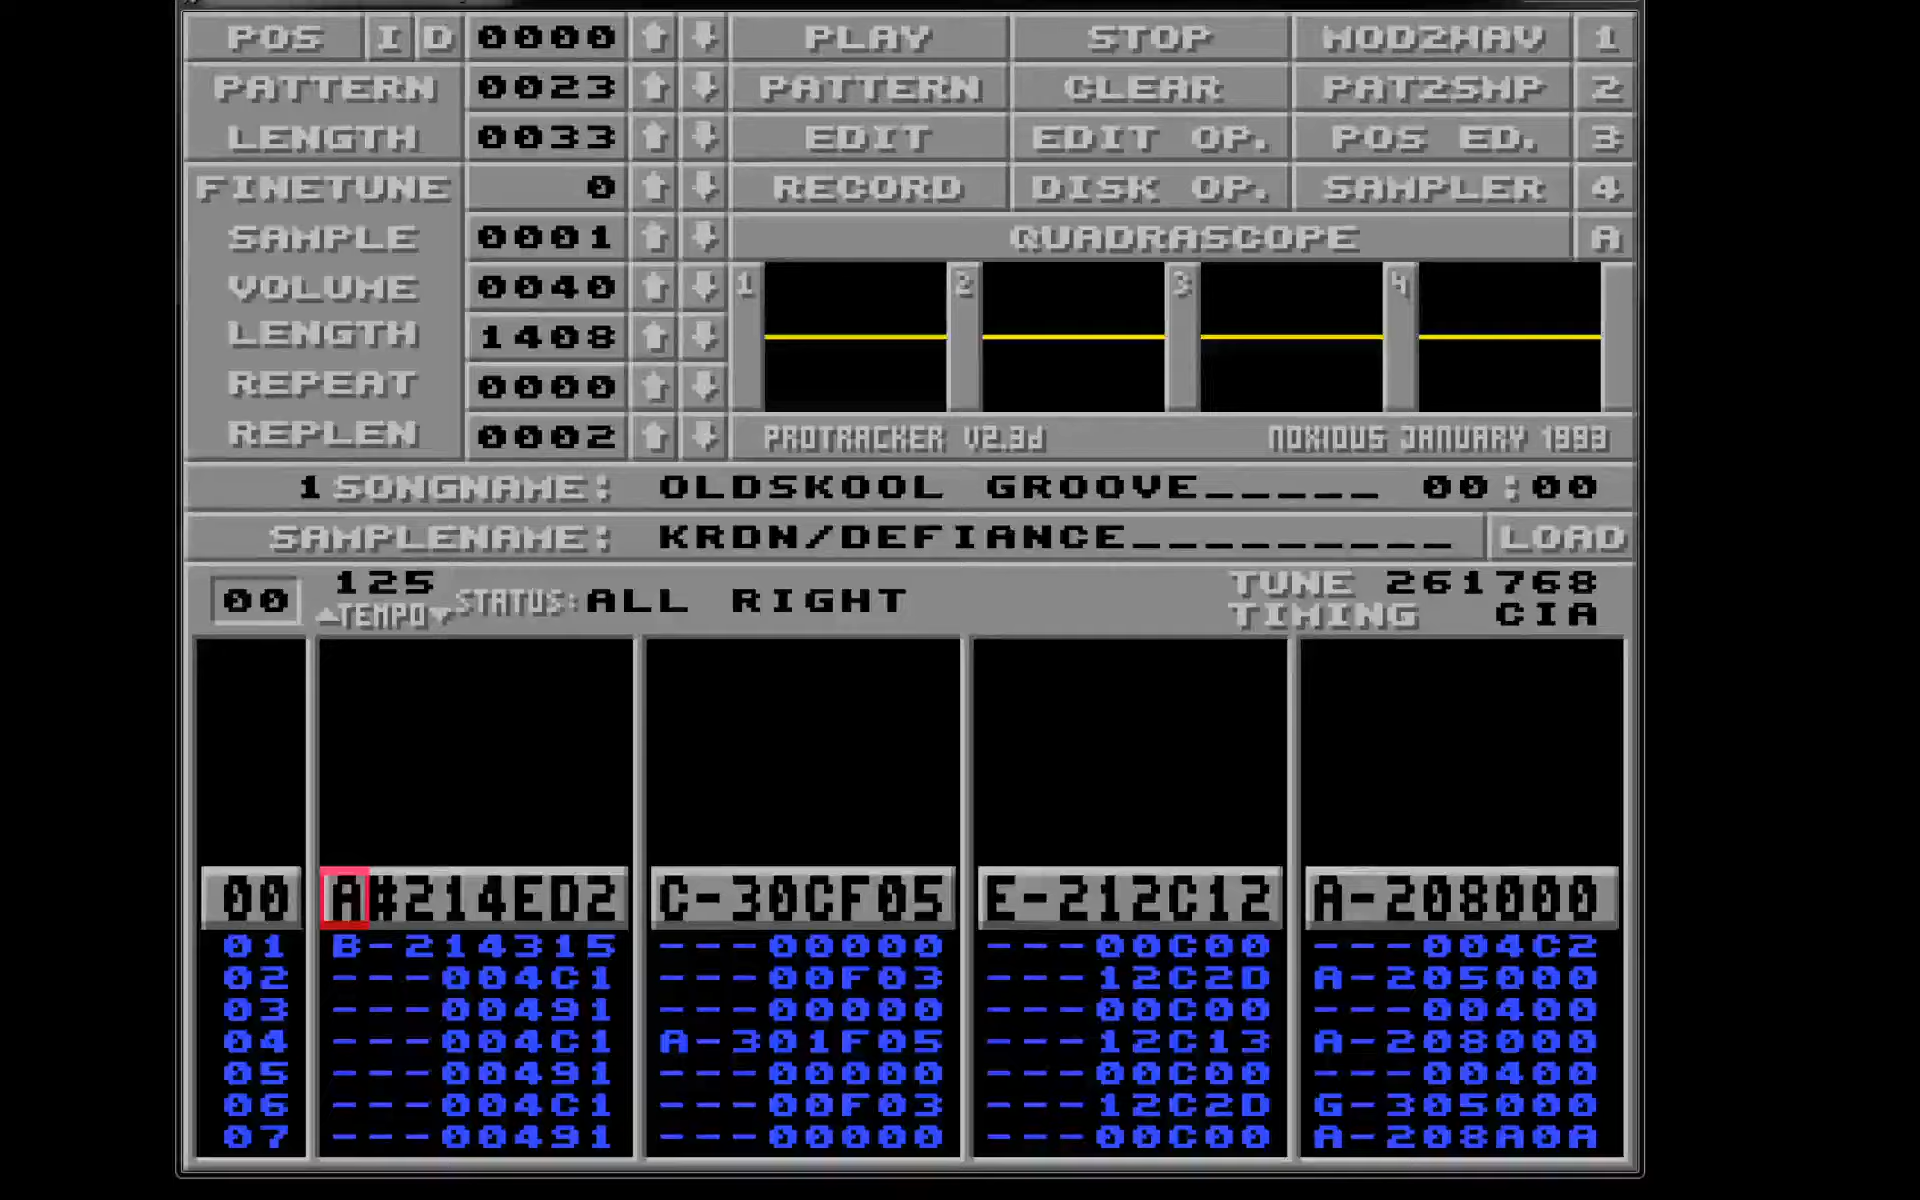 POS I D 0000 PLAY STOP MOD2WAV 1
PATTERN 0023 PATTERN CLEAR PAT2SMP 2
LENGTH 0033 EDIT EDIT OP. POS ED. 3
FINETUNE 0 RECORD DISK OP. SAMPLER 4
SAMPLE 0001 QUADRASCOPE A
VOLUME 0040 1 2 3 4
LENGTH 1408
REPEAT 0000
REPLEN 0002 PROTRACKER V2.3d NOXIOUS JANUARY 1993
1 SONGNAME: OLDSKOOL GROOVE_____ 00:00
SAMPLENAME: KRDN/DEFIANCE_________ LOAD
00 125 TEMPO STATUS: ALL RIGHT TUNE 261768
TIMING CIA
00 A#214ED2 C-30CF05 E-212C12 A-208000
01 B-214315 ---00000 ---00C00 ---004C2
02 ---004C1 ---00F03 ---12C2D A-205000
03 ---00491 ---00000 ---00C00 ---00400
04 ---004C1 A-301F05 ---12C13 A-208000
05 ---00491 ---00000 ---00C00 ---00400
06 ---004C1 ---00F03 ---12C2D G-305000
07 ---00491 ---00000 ---00C00 A-208A0A